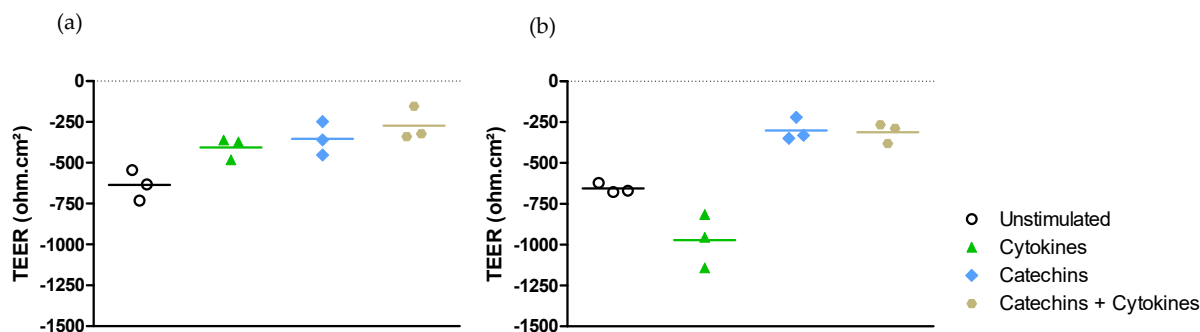 (a)
(b)
TEER (ohm.cm²)
0
-250
-500
-750
-1000
-1250
-1500
TEER (ohm.cm²)
0
-250
-500
-750
-1000
-1250
-1500
Unstimulated
Cytokines
Catechins
Catechins + Cytokines